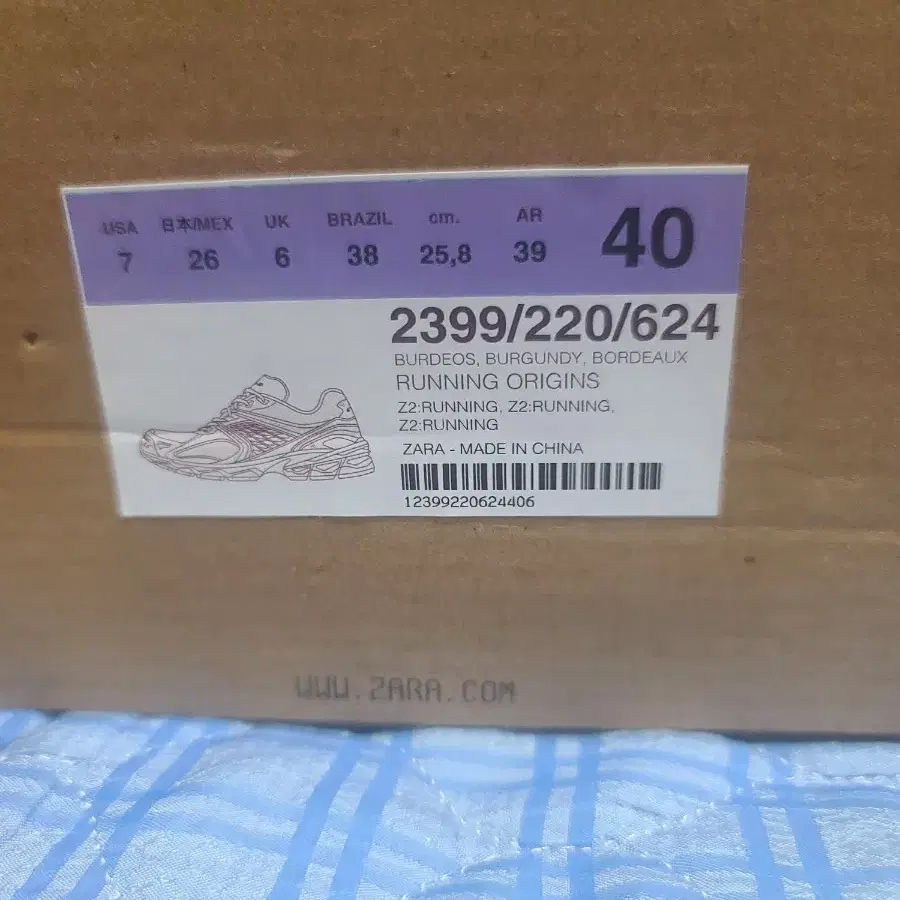 USA 日本/MEX UK BRAZIL cm. AR
7 26 6 38 25,8 39 40
2399/220/624
BURDEOS, BURGUNDY, BORDEAUX
RUNNING ORIGINS
Z2:RUNNING, Z2:RUNNING,
Z2:RUNNING
ZARA - MADE IN CHINA
12399220624406
WWW.ZARA.COM